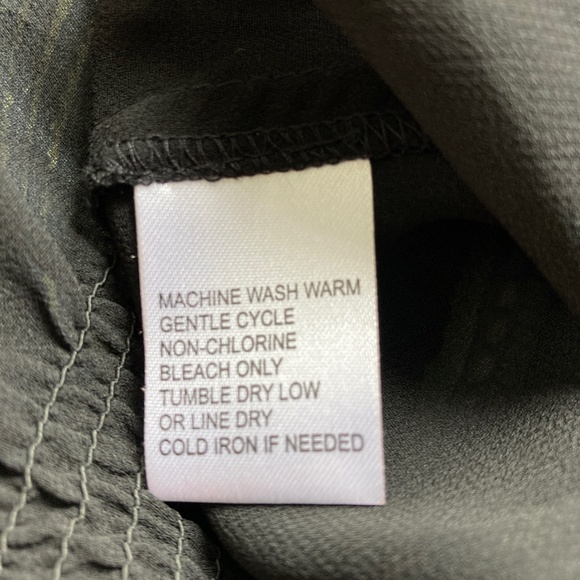 MACHINE WASH WARM
GENTLE CYCLE
NON-CHLORINE
BLEACH ONLY
TUMBLE DRY LOW
OR LINE DRY
COLD IRON IF NEEDED